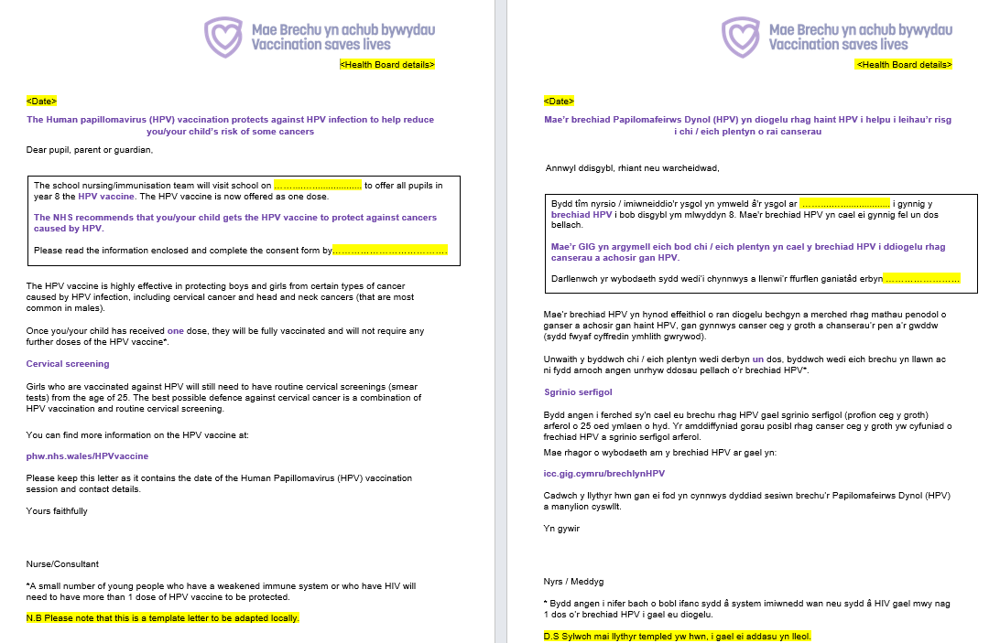 Mae Brechu yn achub bywydau
Vaccination saves lives
<Health Board details>
<Date>
The Human papillomavirus (HPV) vaccination protects against HPV infection to help reduce
you/your child's risk of some cancers
Dear pupil, parent or guardian,
The school nursing/immunisation team will visit school on ................................. to offer all pupils in
year 8 the HPV vaccine. The HPV vaccine is now offered as one dose.
The NHS recommends that you/your child gets the HPV vaccine to protect against cancers
caused by HPV.
Please read the information enclosed and complete the consent form by.....................................
The HPV vaccine is highly effective in protecting boys and girls from certain types of cancer
caused by HPV infection, including cervical cancer and head and neck cancers (that are most
common in males).
Once you/your child has received one dose, they will be fully vaccinated and will not require any
further doses of the HPV vaccine*.
Cervical screening
Girls who are vaccinated against HPV will still need to have routine cervical screenings (smear
tests) from the age of 25. The best possible defence against cervical cancer is a combination of
HPV vaccination and routine cervical screening.
You can find more information on the HPV vaccine at:
phw.nhs.wales/HPVvaccine
Please keep this letter as it contains the date of the Human Papillomavirus (HPV) vaccination
session and contact details.
Yours faithfully
Nurse/Consultant
*A small number of young people who have a weakened immune system or who have HIV will
need to have more than 1 dose of HPV vaccine to be protected.
N.B Please note that this is a template letter to be adapted locally.
Mae Brechu yn achub bywydau
Vaccination saves lives
<Health Board details>
<Date>
Mae'r brechiad Papilomafeirws Dynol (HPV) yn diogelu rhag haint HPV i helpu i leihau'r risg
i chi / eich plentyn o rai canserau
Annwyl ddisgybl, rhiant neu warcheidwad,
Bydd tîm nyrsio / imiwneiddio'r ysgol yn ymweld â'r ysgol ar ................................. i gynnig y
brechiad HPV i bob disgybl ym mlwyddyn 8. Mae'r brechiad HPV yn cael ei gynnig fel un dos
bellach.
Mae'r GIG yn argymell eich bod chi / eich plentyn yn cael y brechiad HPV i ddiogelu rhag
canserau a achosir gan HPV.
Darllenwch yr wybodaeth sydd wedi'i chynnwys a llenwi'r ffurflen ganiatâd erbyn ........................
Mae'r brechiad HPV yn hynod effeithiol o ran diogelu bechgyn a merched rhag mathau penodol o
ganser a achosir gan haint HPV, gan gynnwys canser ceg y groth a chanserau'r pen a'r gwddw
(sydd fwyaf cyffredin ymhlith gwrywod).
Unwaith y byddwch chi / eich plentyn wedi derbyn un dos, byddwch wedi eich brechu yn llawn ac
ni fydd arnoch angen unrhyw ddosau pellach o'r brechiad HPV*.
Sgrinio serfigol
Bydd angen i ferched sy'n cael eu brechu rhag HPV gael sgrinio serfigol (profion ceg y groth)
arferol o 25 oed ymlaen o hyd. Yr amddiffyniad gorau posibl rhag canser ceg y groth yw cyfuniad o
frechiad HPV a sgrinio serfigol arferol.
Mae rhagor o wybodaeth am y brechiad HPV ar gael yn:
icc.gig.cymru/brechlynHPV
Cadwch y llythyr hwn gan ei fod yn cynnwys dyddiad sesiwn brechu'r Papilomafeirws Dynol (HPV)
a manylion cyswllt.
Yn gywir
Nyrs / Meddyg
* Bydd angen i nifer bach o bobl ifanc sydd â system imiwnedd wan neu sydd â HIV gael mwy nag
1 dos o'r brechiad HPV i gael eu diogelu.
D.S Sylwch mai llythyr templed yw hwn, i gael ei addasu yn lleol.